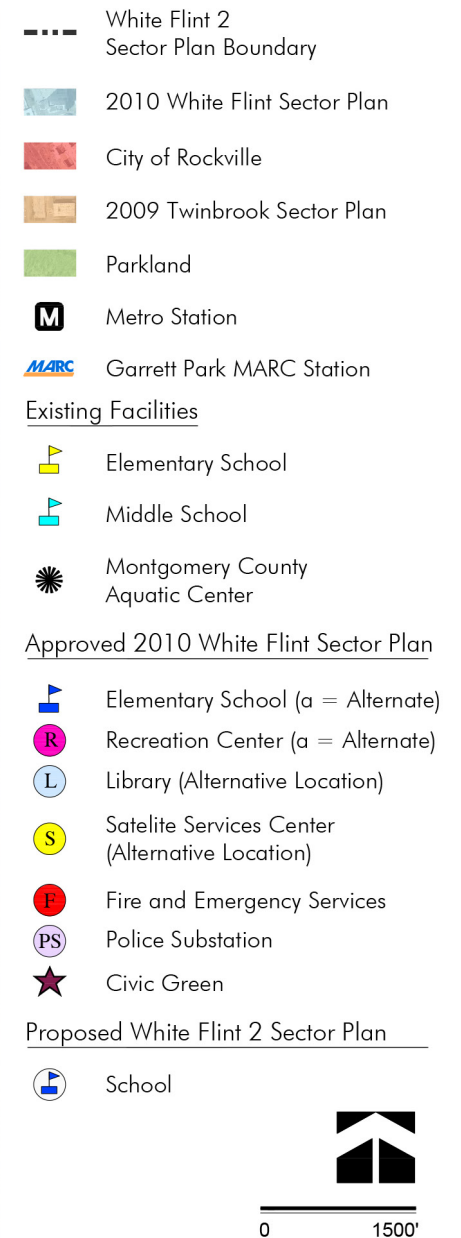 White Flint 2
Sector Plan Boundary
2010 White Flint Sector Plan
City of Rockville
2009 Twinbrook Sector Plan
Parkland
M Metro Station
MARC Garrett Park MARC Station
Existing Facilities
Elementary School
Middle School
Montgomery County
Aquatic Center
Approved 2010 White Flint Sector Plan
Elementary School (a = Alternate)
R Recreation Center (a = Alternate)
L Library (Alternative Location)
S Satelite Services Center
(Alternative Location)
F Fire and Emergency Services
PS Police Substation
Civic Green
Proposed White Flint 2 Sector Plan
School
0 1500'